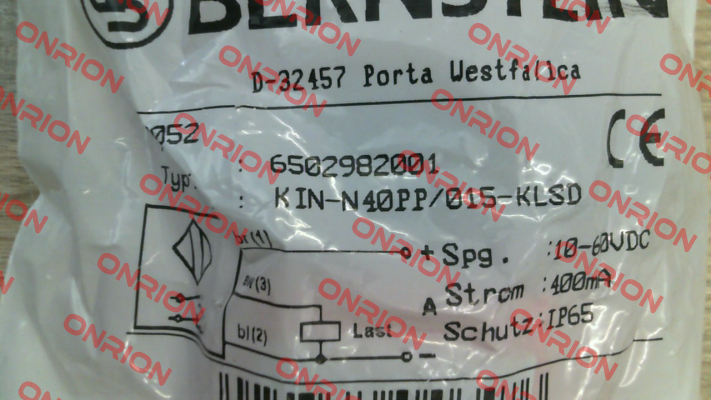 BERNSTEIN
D-32457 Porta Westfalica
052
: 6502982001
Typ. : KIN-N40PP/015-KLSD
CE
br(1) + Spg. :10-60VDC
sw(3) A Strom :400mA
bl(2) Last - Schutz:IP65
ONRION